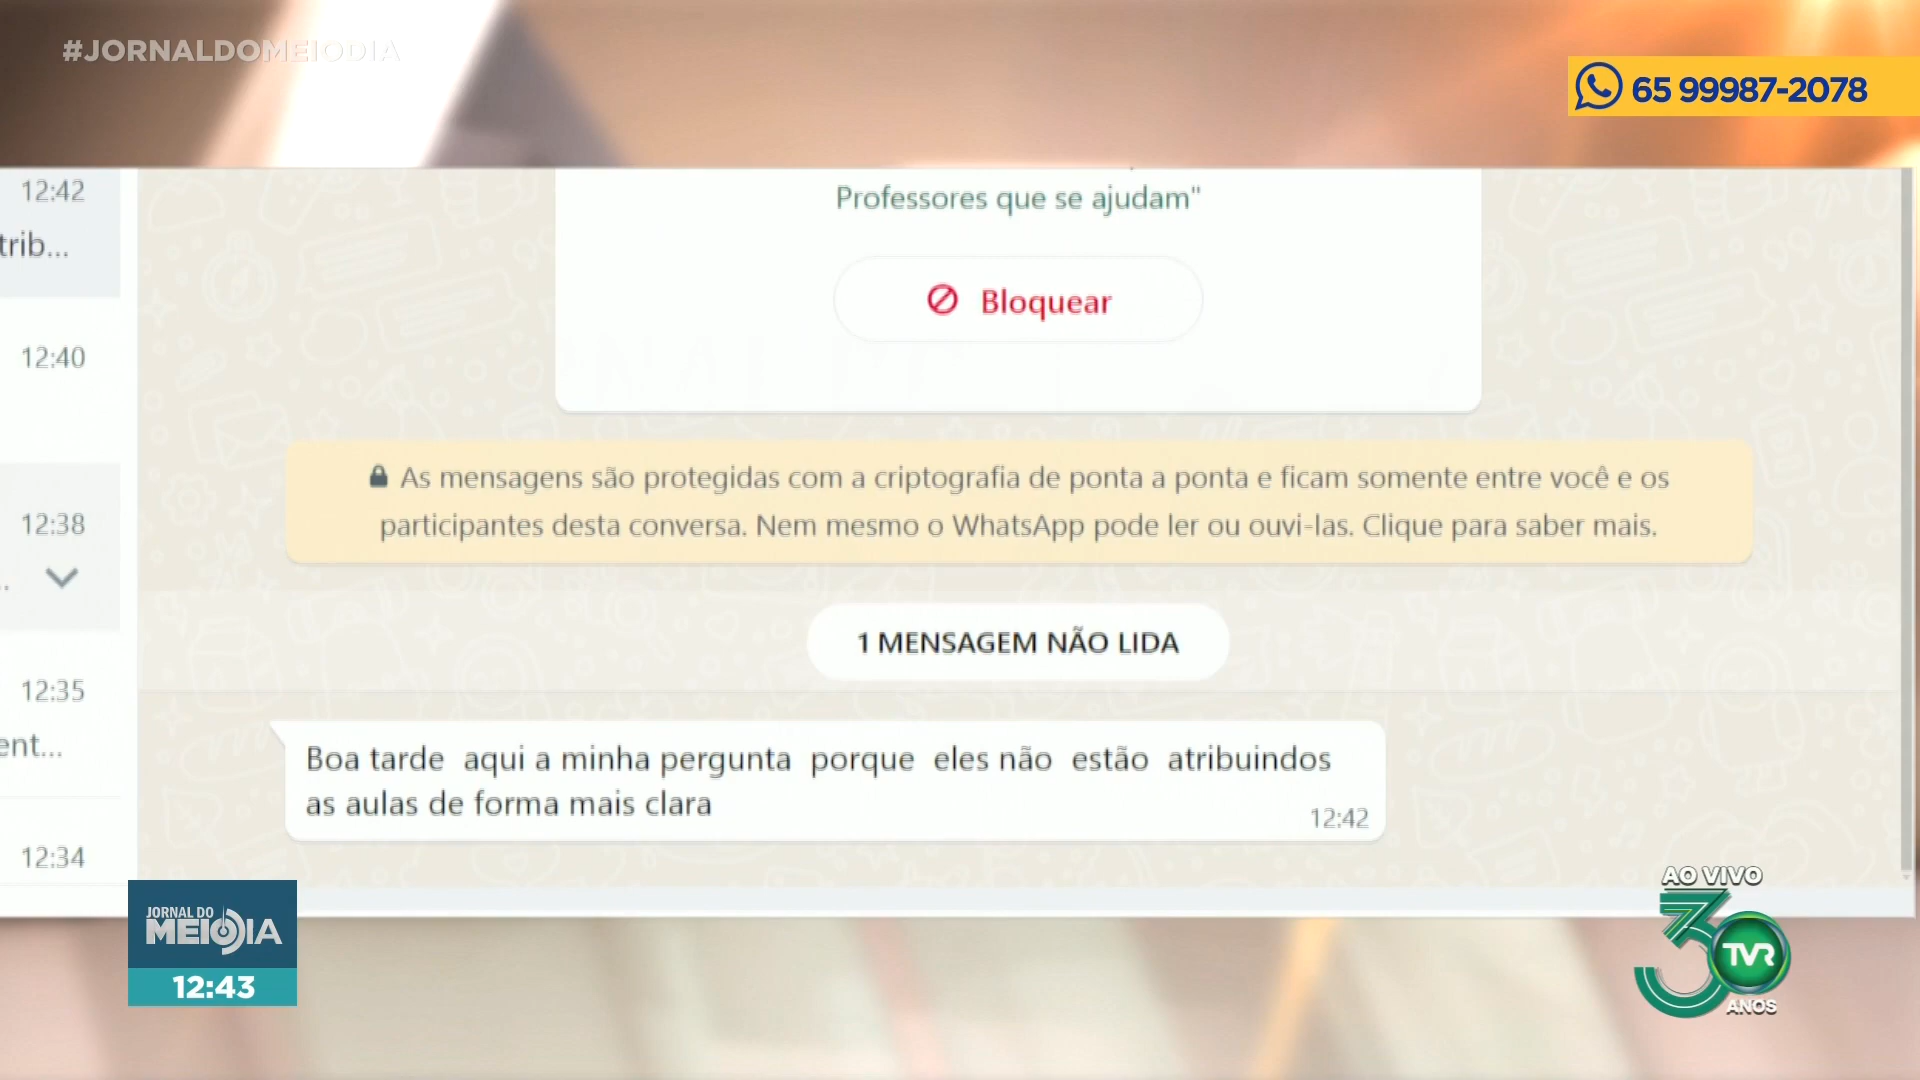 #JORNALDOMEIODIA
65 99987-2078
12:42
trib...
12:40
12:38
12:35
ent...
12:34
Professores que se ajudam"
Bloquear
As mensagens são protegidas com a criptografia de ponta a ponta e ficam somente entre você e os
participantes desta conversa. Nem mesmo o WhatsApp pode ler ou ouvi-las. Clique para saber mais.
1 MENSAGEM NÃO LIDA
Boa tarde  aqui a minha pergunta  porque  eles não  estão  atribuindos
as aulas de forma mais clara
12:42
JORNAL DO
MEIODIA
12:43
AO VIVO
30
TVR
ANOS